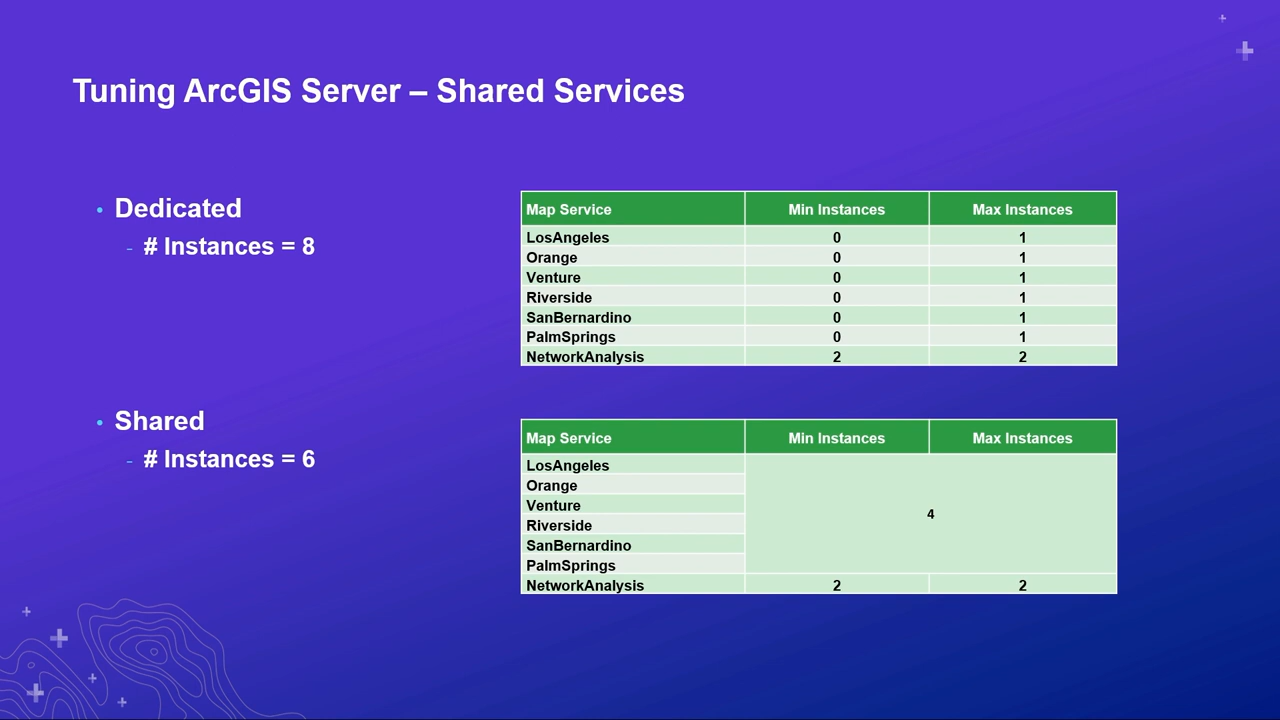 Tuning ArcGIS Server – Shared Services
• Dedicated
- # Instances = 8
Map Service Min Instances Max Instances
LosAngeles 0 1
Orange 0 1
Venture 0 1
Riverside 0 1
SanBernardino 0 1
PalmSprings 0 1
NetworkAnalysis 2 2
• Shared
- # Instances = 6
Map Service Min Instances Max Instances
LosAngeles
Orange
Venture
Riverside
SanBernardino
PalmSprings
4
NetworkAnalysis 2 2